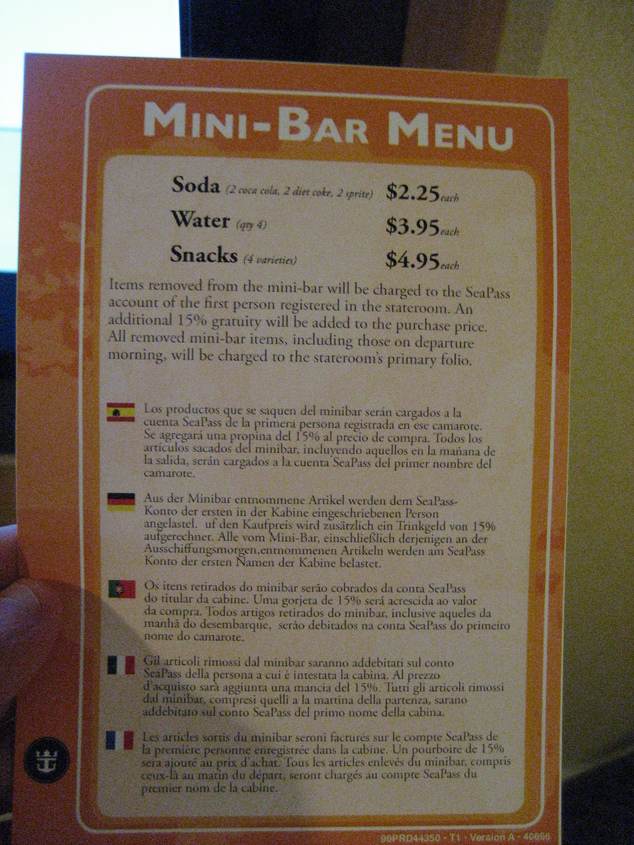 MINI-BAR MENU
Soda (2 coca cola, 2 diet coke, 2 sprite) $2.25 each
Water (qty 4) $3.95 each
Snacks (4 varieties) $4.95 each
Items removed from the mini-bar will be charged to the SeaPass
account of the first person registered in the stateroom. An
additional 15% gratuity will be added to the purchase price.
All removed mini-bar items, including those on departure
morning, will be charged to the stateroom's primary folio.
Los productos que se saquen del minibar serán cargados a la
cuenta SeaPass de la primera persona registrada en ese camarote.
Se agregará una propina del 15% al precio de compra. Todos los
artículos sacados del minibar, incluyendo aquellos en la mañana de
la salida, serán cargados a la cuenta SeaPass del primer nombre del
camarote.
Aus der Minibar entnommene Artikel werden dem SeaPass-
Konto der ersten in der Kabine eingeschriebenen Person
angelastel. uf den Kaufpreis wird zusätzlich ein Trinkgeld von 15%
aufgerechner. Alle vom Mini-Bar, einschließlich derjenigen an der
Ausschiffungsmorgen,entnommenen Artikeln werden am SeaPass
Konto der ersten Namen der Kabine belastet.
Os itens retirados do minibar serão cobrados da conta SeaPass
do titular da cabine. Uma gorjeta de 15% será acrescida ao valor
da compra. Todos artigos retirados do minibar, inclusive aqueles da
manhã do desembarque, serão debitados na conta SeaPass do primeiro
nome do camarote.
Gil articoli rimossi dal minibar saranno addebitati sul conto
SeaPass della persona a cui è intestata la cabina. Al prezzo
d'acquisto sarà aggiunta una mancia del 15%. Tutti gli articoli rimossi
dal minibar, compresi quelli a la martina della partenza, sarano
addebitato sul conto SeaPass del primo nome della cabina.
Les articles sortis du minibar seroni facturés sur le compte SeaPass de
la première personne enregistrée dans la cabine. Un pourboire de 15%
sera ajouté au prix d'achat. Tous les articles enlevés du minibar, compris
ceux-là au matin du départ, seront chargés au compte SeaPass du
premier nom de la cabine.
98PRD44350 • T1 • Version A • 40696